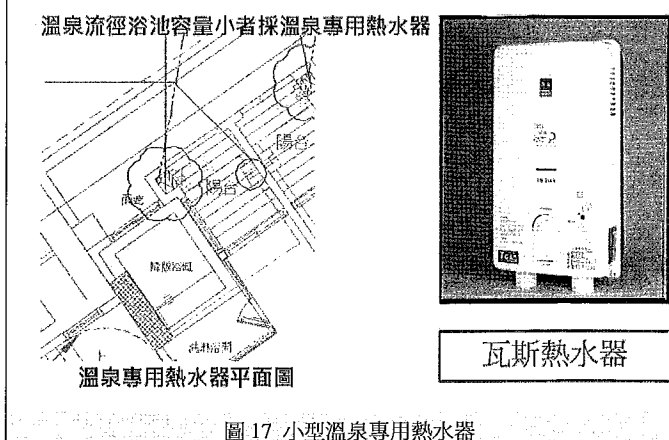 溫泉流徑浴池容量小者採溫泉專用熱水器
陽台
陽台
溫泉專用熱水器平面圖
瓦斯熱水器
圖 17 小型溫泉專用熱水器